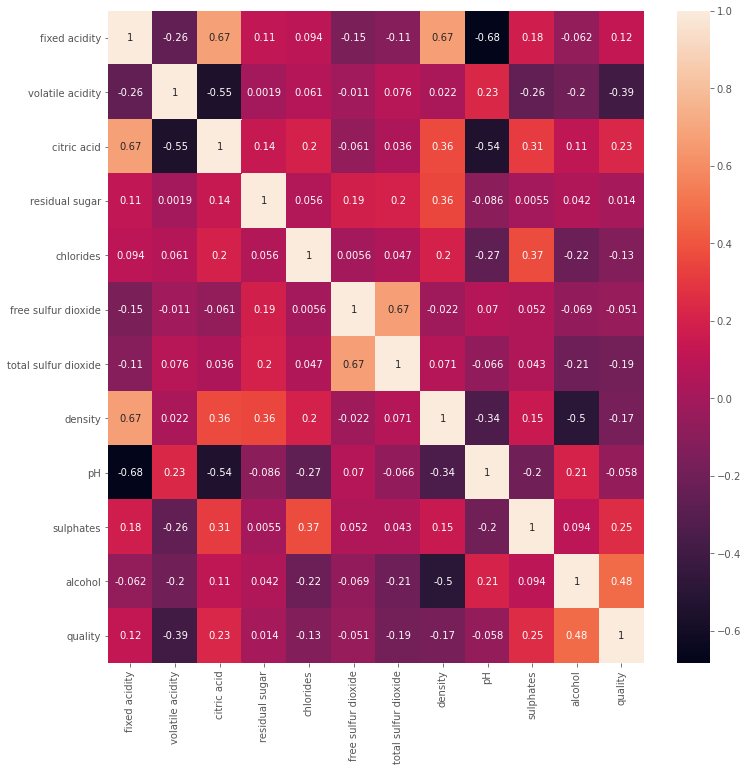 fixed acidity 1 -0.26 0.67 0.11 0.094 -0.15 -0.11 0.67 -0.68 0.18 -0.062 0.12
volatile acidity -0.26 1 -0.55 0.0019 0.061 -0.011 0.076 0.022 0.23 -0.26 -0.2 -0.39
citric acid 0.67 -0.55 1 0.14 0.2 -0.061 0.036 0.36 -0.54 0.31 0.11 0.23
residual sugar 0.11 0.0019 0.14 1 0.056 0.19 0.2 0.36 -0.086 0.0055 0.042 0.014
chlorides 0.094 0.061 0.2 0.056 1 0.0056 0.047 0.2 -0.27 0.37 -0.22 -0.13
free sulfur dioxide -0.15 -0.011 -0.061 0.19 0.0056 1 0.67 -0.022 0.07 0.052 -0.069 -0.051
total sulfur dioxide -0.11 0.076 0.036 0.2 0.047 0.67 1 0.071 -0.066 0.043 -0.21 -0.19
density 0.67 0.022 0.36 0.36 0.2 -0.022 0.071 1 -0.34 0.15 -0.5 -0.17
pH -0.68 0.23 -0.54 -0.086 -0.27 0.07 -0.066 -0.34 1 -0.2 0.21 -0.058
sulphates 0.18 -0.26 0.31 0.0055 0.37 0.052 0.043 0.15 -0.2 1 0.094 0.25
alcohol -0.062 -0.2 0.11 0.042 -0.22 -0.069 -0.21 -0.5 0.21 0.094 1 0.48
quality 0.12 -0.39 0.23 0.014 -0.13 -0.051 -0.19 -0.17 -0.058 0.25 0.48 1
fixed acidity
volatile acidity
citric acid
residual sugar
chlorides
free sulfur dioxide
total sulfur dioxide
density
pH
sulphates
alcohol
quality
1.0
0.8
0.6
0.4
0.2
0.0
−0.2
−0.4
−0.6